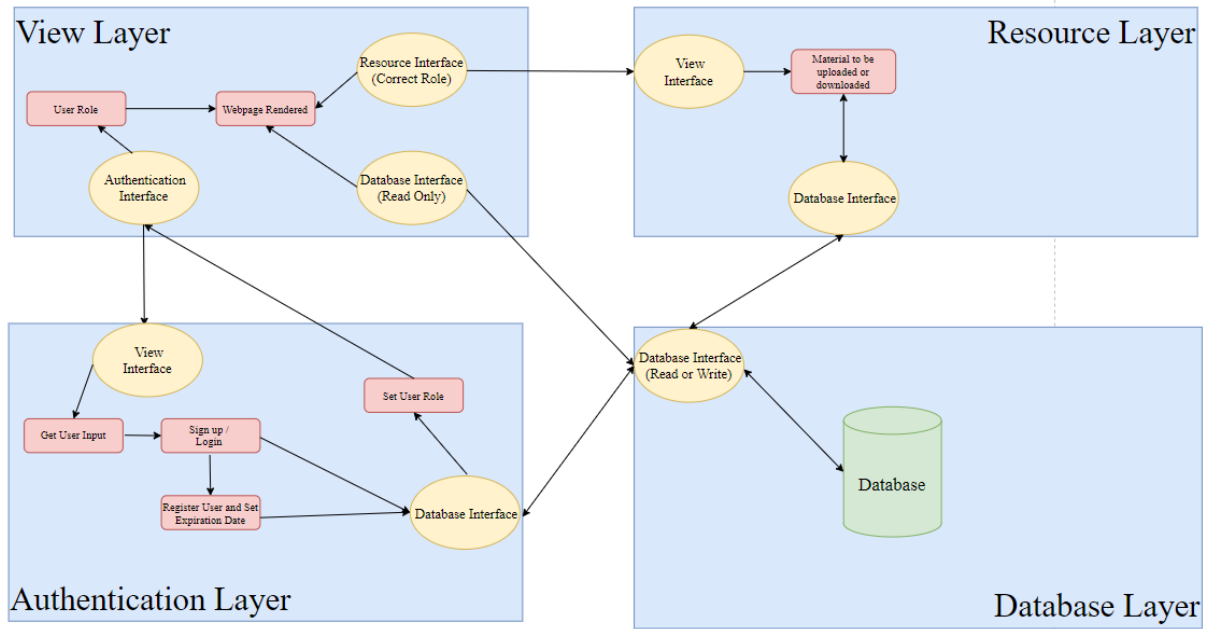 View Layer
Resource Interface
(Correct Role)
User Role
Webpage Rendered
Authentication
Interface
Database Interface
(Read Only)
Resource Layer
View
Interface
Material to be
uploaded or
downloaded
Database Interface
View
Interface
Get User Input
Sign up /
Login
Set User Role
Register User and Set
Expiration Date
Database Interface
Authentication Layer
Database Interface
(Read or Write)
Database
Database Layer